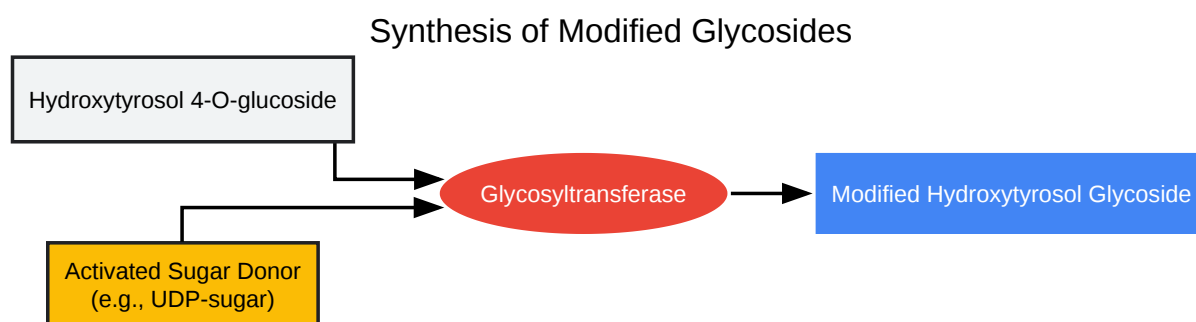 Synthesis of Modified Glycosides
Hydroxytyrosol 4-O-glucoside
Glycosyltransferase
Modified Hydroxytyrosol Glycoside
Activated Sugar Donor
(e.g., UDP-sugar)